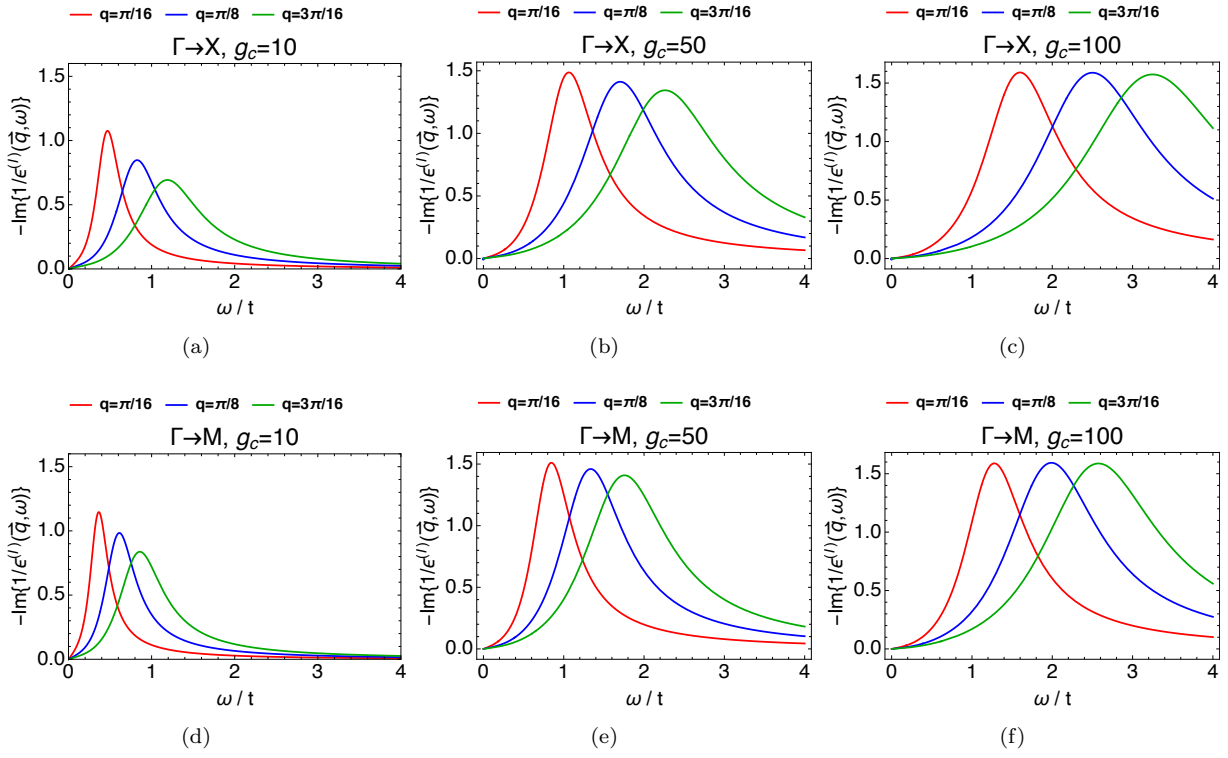 q=π/16 q=π/8 q=3π/16
Γ→X, g_c=10
-Im{1/ϵ^(l)(q⃗,ω)}
1.5
1.0
0.5
0.0
0 1 2 3 4
ω / t
(a)
q=π/16 q=π/8 q=3π/16
Γ→X, g_c=50
-Im{1/ϵ^(l)(q⃗,ω)}
1.5
1.0
0.5
0.0
0 1 2 3 4
ω / t
(b)
q=π/16 q=π/8 q=3π/16
Γ→X, g_c=100
-Im{1/ϵ^(l)(q⃗,ω)}
1.5
1.0
0.5
0.0
0 1 2 3 4
ω / t
(c)
q=π/16 q=π/8 q=3π/16
Γ→M, g_c=10
-Im{1/ϵ^(l)(q⃗,ω)}
1.5
1.0
0.5
0.0
0 1 2 3 4
ω / t
(d)
q=π/16 q=π/8 q=3π/16
Γ→M, g_c=50
-Im{1/ϵ^(l)(q⃗,ω)}
1.5
1.0
0.5
0.0
0 1 2 3 4
ω / t
(e)
q=π/16 q=π/8 q=3π/16
Γ→M, g_c=100
-Im{1/ϵ^(l)(q⃗,ω)}
1.5
1.0
0.5
0.0
0 1 2 3 4
ω / t
(f)